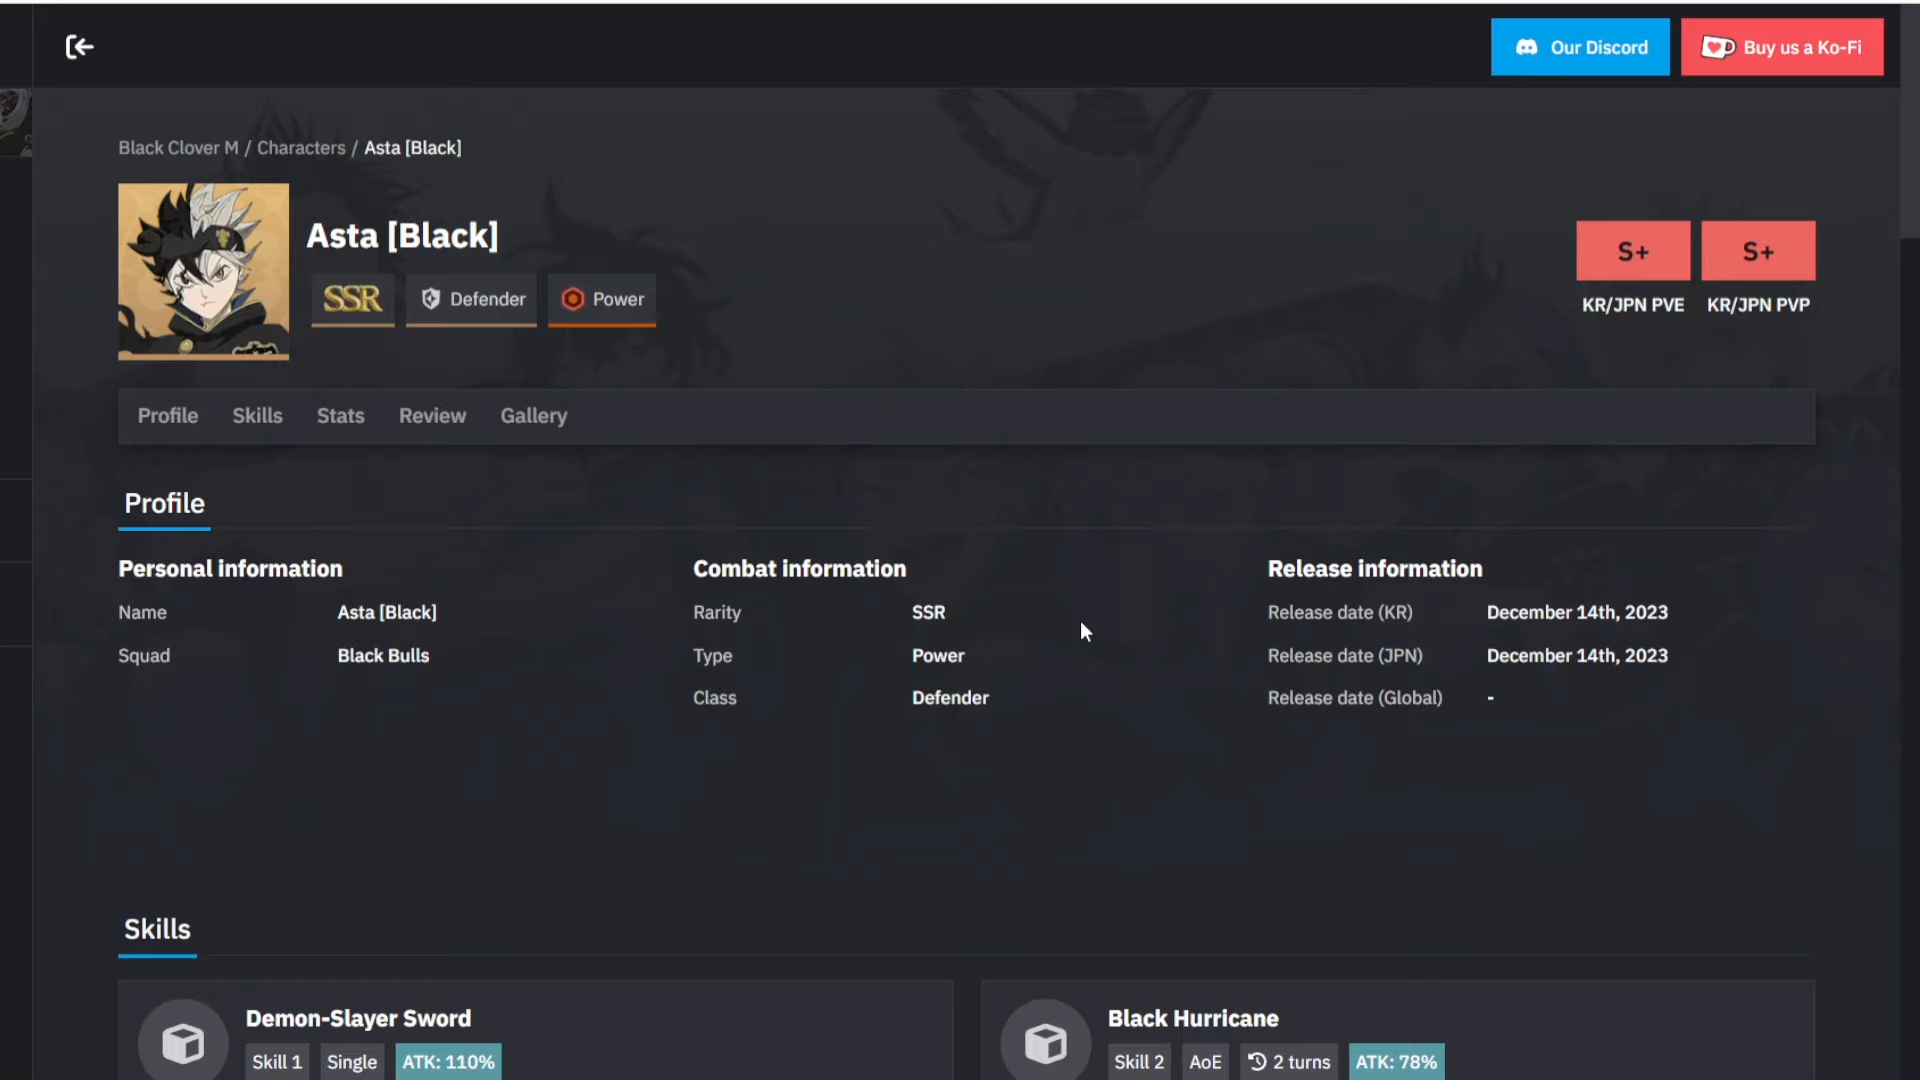 Our Discord
Buy us a Ko-Fi
Black Clover M / Characters / Asta [Black]
Asta [Black]
SSR
Defender
Power
S+
S+
KR/JPN PVE
KR/JPN PVP
Profile
Skills
Stats
Review
Gallery
Profile
Personal information
Name Asta [Black]
Squad Black Bulls
Combat information
Rarity SSR
Type Power
Class Defender
Release information
Release date (KR) December 14th, 2023
Release date (JPN) December 14th, 2023
Release date (Global) -
Skills
Demon-Slayer Sword
Skill 1 Single ATK: 110%
Black Hurricane
Skill 2 AoE 2 turns ATK: 78%